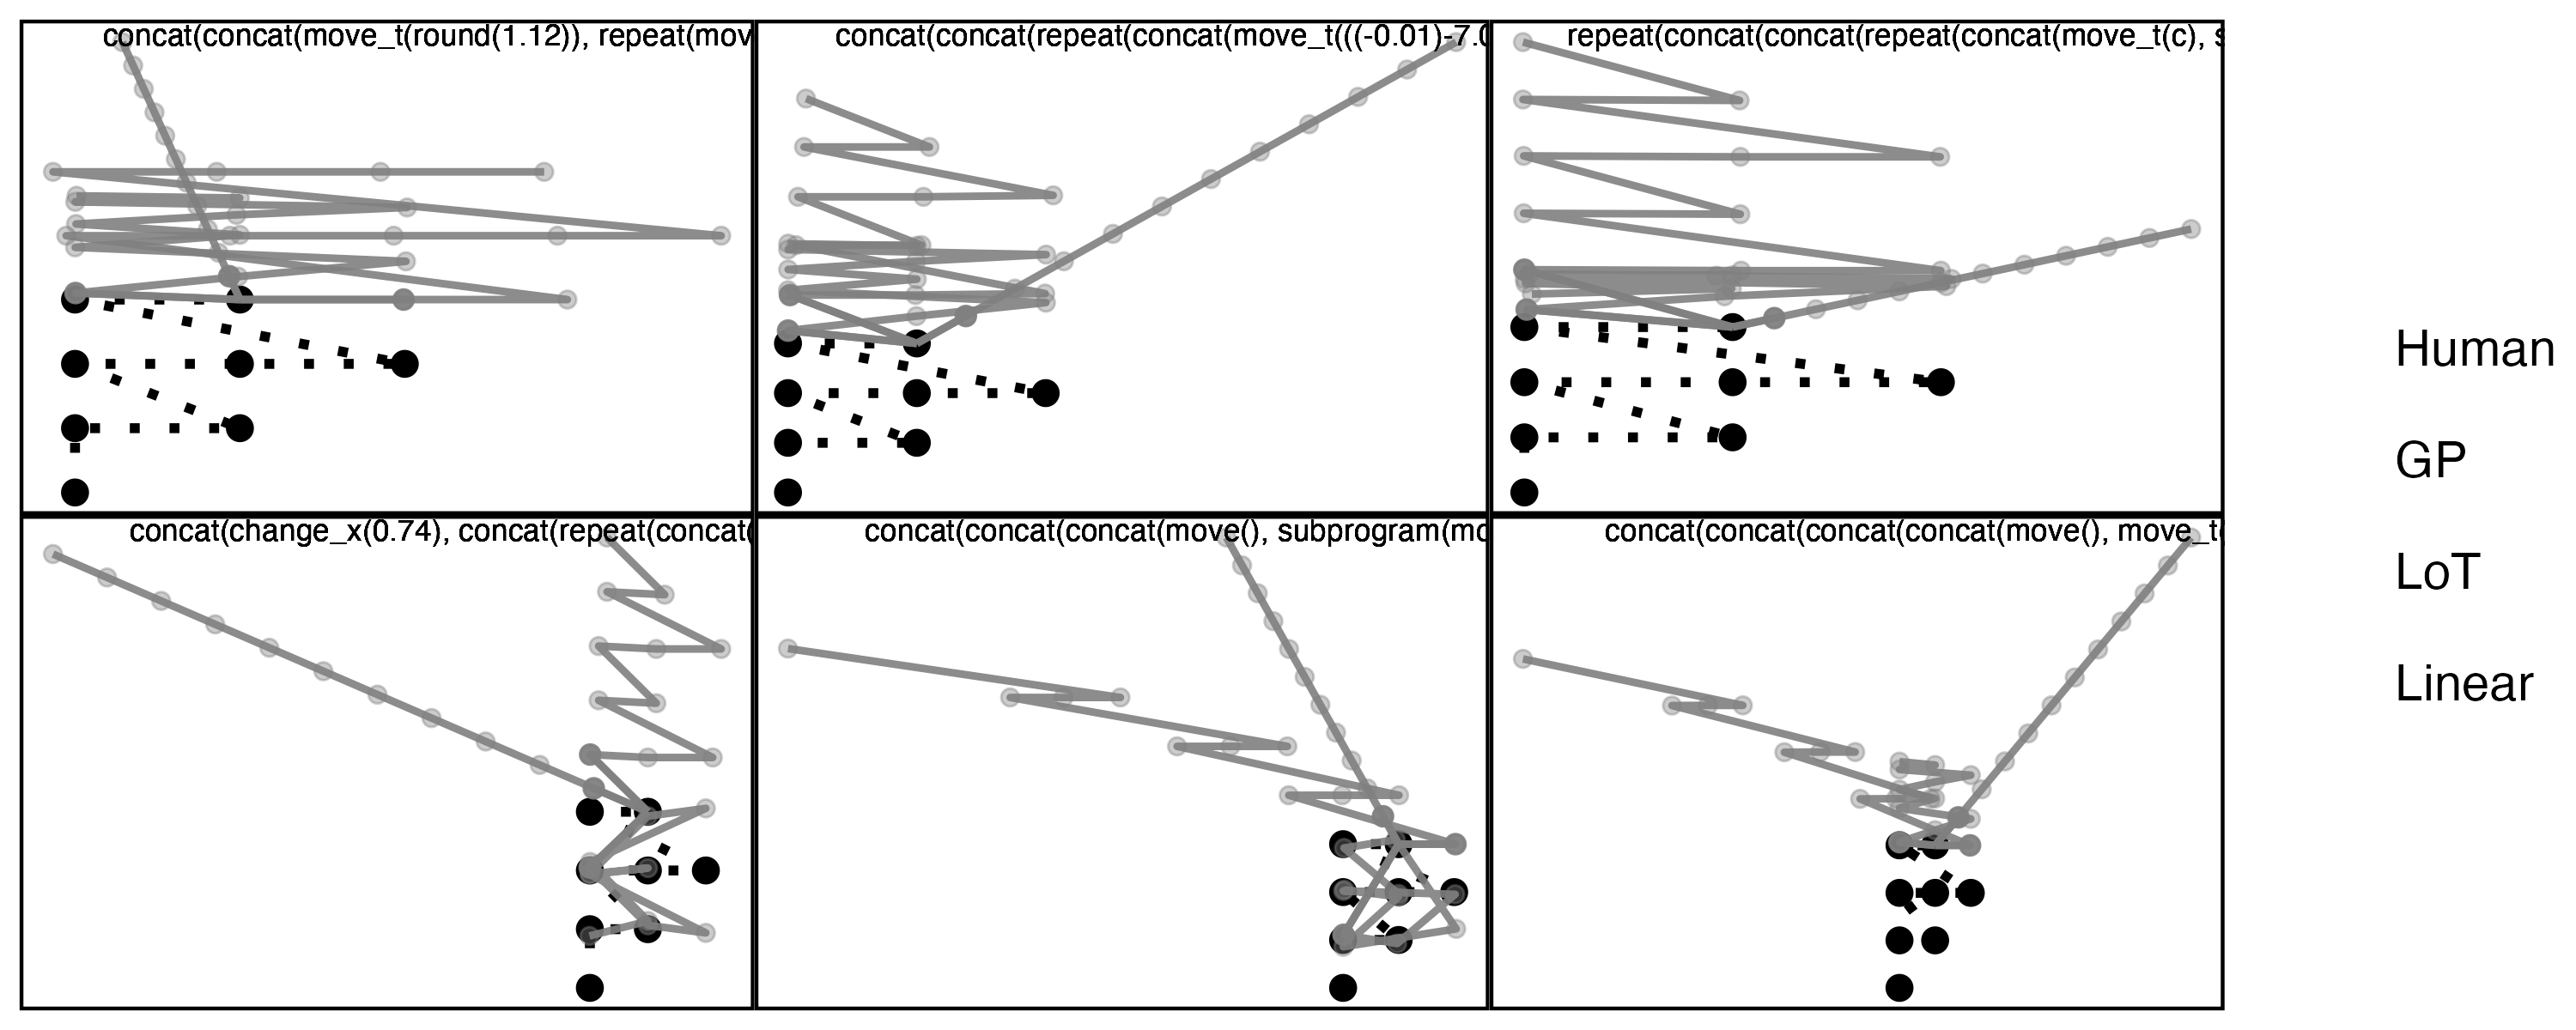 concat(concat(move_t(round(1.12)), repeat(mov
concat(concat(repeat(concat(move_t(((-0.01)-7.0
repeat(concat(concat(repeat(concat(move_t(c), s
concat(change_x(0.74), concat(repeat(concat(
concat(concat(concat(move(), subprogram(mo
concat(concat(concat(concat(move(), move_t(
Human
GP
LoT
Linear